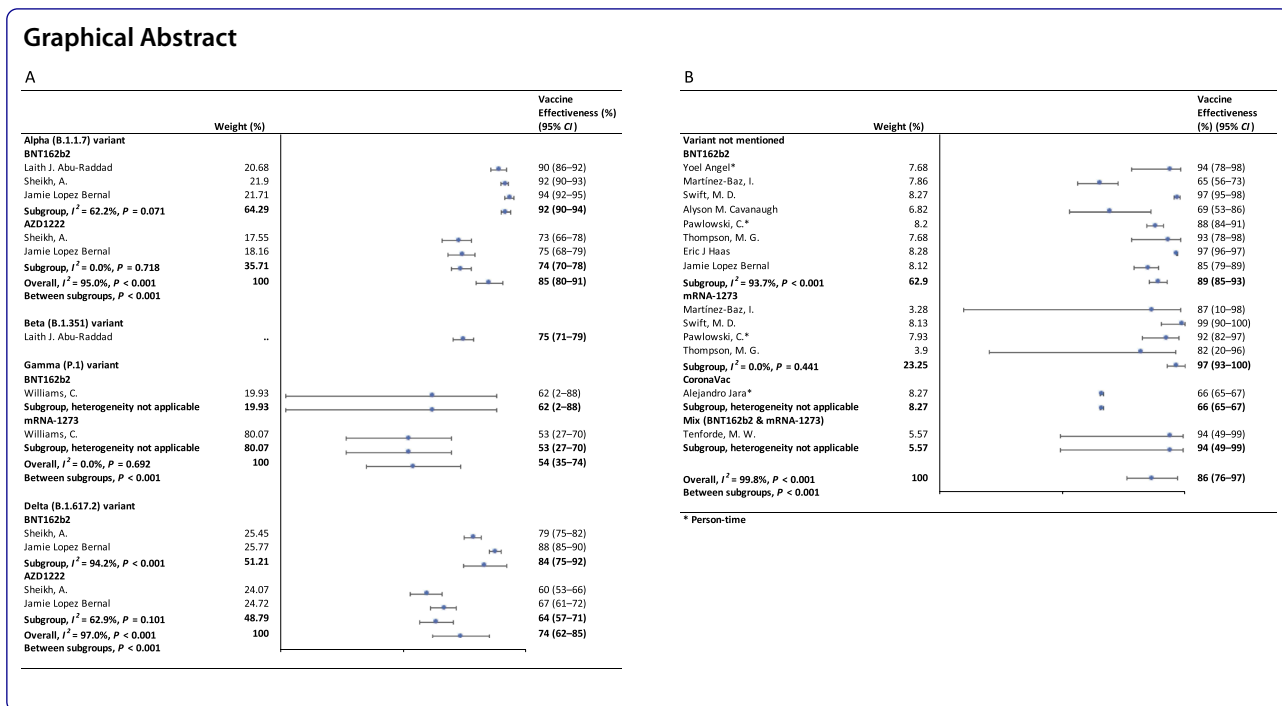 Graphical Abstract
A
Weight (%) Vaccine Effectiveness (%) (95% CI)
Alpha (B.1.1.7) variant
BNT162b2
Laith J. Abu-Raddad 20.68 90 (86–92)
Sheikh, A. 21.9 92 (90–93)
Jamie Lopez Bernal 21.71 94 (92–95)
Subgroup, I² = 62.2%, P = 0.071 64.29 92 (90–94)
AZD1222
Sheikh, A. 17.55 73 (66–78)
Jamie Lopez Bernal 18.16 75 (68–79)
Subgroup, I² = 0.0%, P = 0.718 35.71 74 (70–78)
Overall, I² = 95.0%, P < 0.001 100 85 (80–91)
Between subgroups, P < 0.001
Beta (B.1.351) variant
Laith J. Abu-Raddad .. 75 (71–79)
Gamma (P.1) variant
BNT162b2
Williams, C. 19.93 62 (2–88)
Subgroup, heterogeneity not applicable 19.93 62 (2–88)
mRNA-1273
Williams, C. 80.07 53 (27–70)
Subgroup, heterogeneity not applicable 80.07 53 (27–70)
Overall, I² = 0.0%, P = 0.692 100 54 (35–74)
Between subgroups, P < 0.001
Delta (B.1.617.2) variant
BNT162b2
Sheikh, A. 25.45 79 (75–82)
Jamie Lopez Bernal 25.77 88 (85–90)
Subgroup, I² = 94.2%, P < 0.001 51.21 84 (75–92)
AZD1222
Sheikh, A. 24.07 60 (53–66)
Jamie Lopez Bernal 24.72 67 (61–72)
Subgroup, I² = 62.9%, P = 0.101 48.79 64 (57–71)
Overall, I² = 97.0%, P < 0.001 100 74 (62–85)
Between subgroups, P < 0.001
B
Weight (%) Vaccine Effectiveness (%) (95% CI)
Variant not mentioned
BNT162b2
Yoel Angel* 7.68 94 (78–98)
Martínez-Baz, I. 7.86 65 (56–73)
Swift, M. D. 8.27 97 (95–98)
Alyson M. Cavanaugh 6.82 69 (53–86)
Pawlowski, C.* 8.2 88 (84–91)
Thompson, M. G. 7.68 93 (78–98)
Eric J Haas 8.28 97 (96–97)
Jamie Lopez Bernal 8.12 85 (79–89)
Subgroup, I² = 93.7%, P < 0.001 62.9 89 (85–93)
mRNA-1273
Martínez-Baz, I. 3.28 87 (10–98)
Swift, M. D. 8.13 99 (90–100)
Pawlowski, C.* 7.93 92 (82–97)
Thompson, M. G. 3.9 82 (20–96)
Subgroup, I² = 0.0%, P = 0.441 23.25 97 (93–100)
CoronaVac
Alejandro Jara* 8.27 66 (65–67)
Subgroup, heterogeneity not applicable 8.27 66 (65–67)
Mix (BNT162b2 & mRNA-1273)
Tenforde, M. W. 5.57 94 (49–99)
Subgroup, heterogeneity not applicable 5.57 94 (49–99)
Overall, I² = 99.8%, P < 0.001 100 86 (76–97)
Between subgroups, P < 0.001
* Person-time